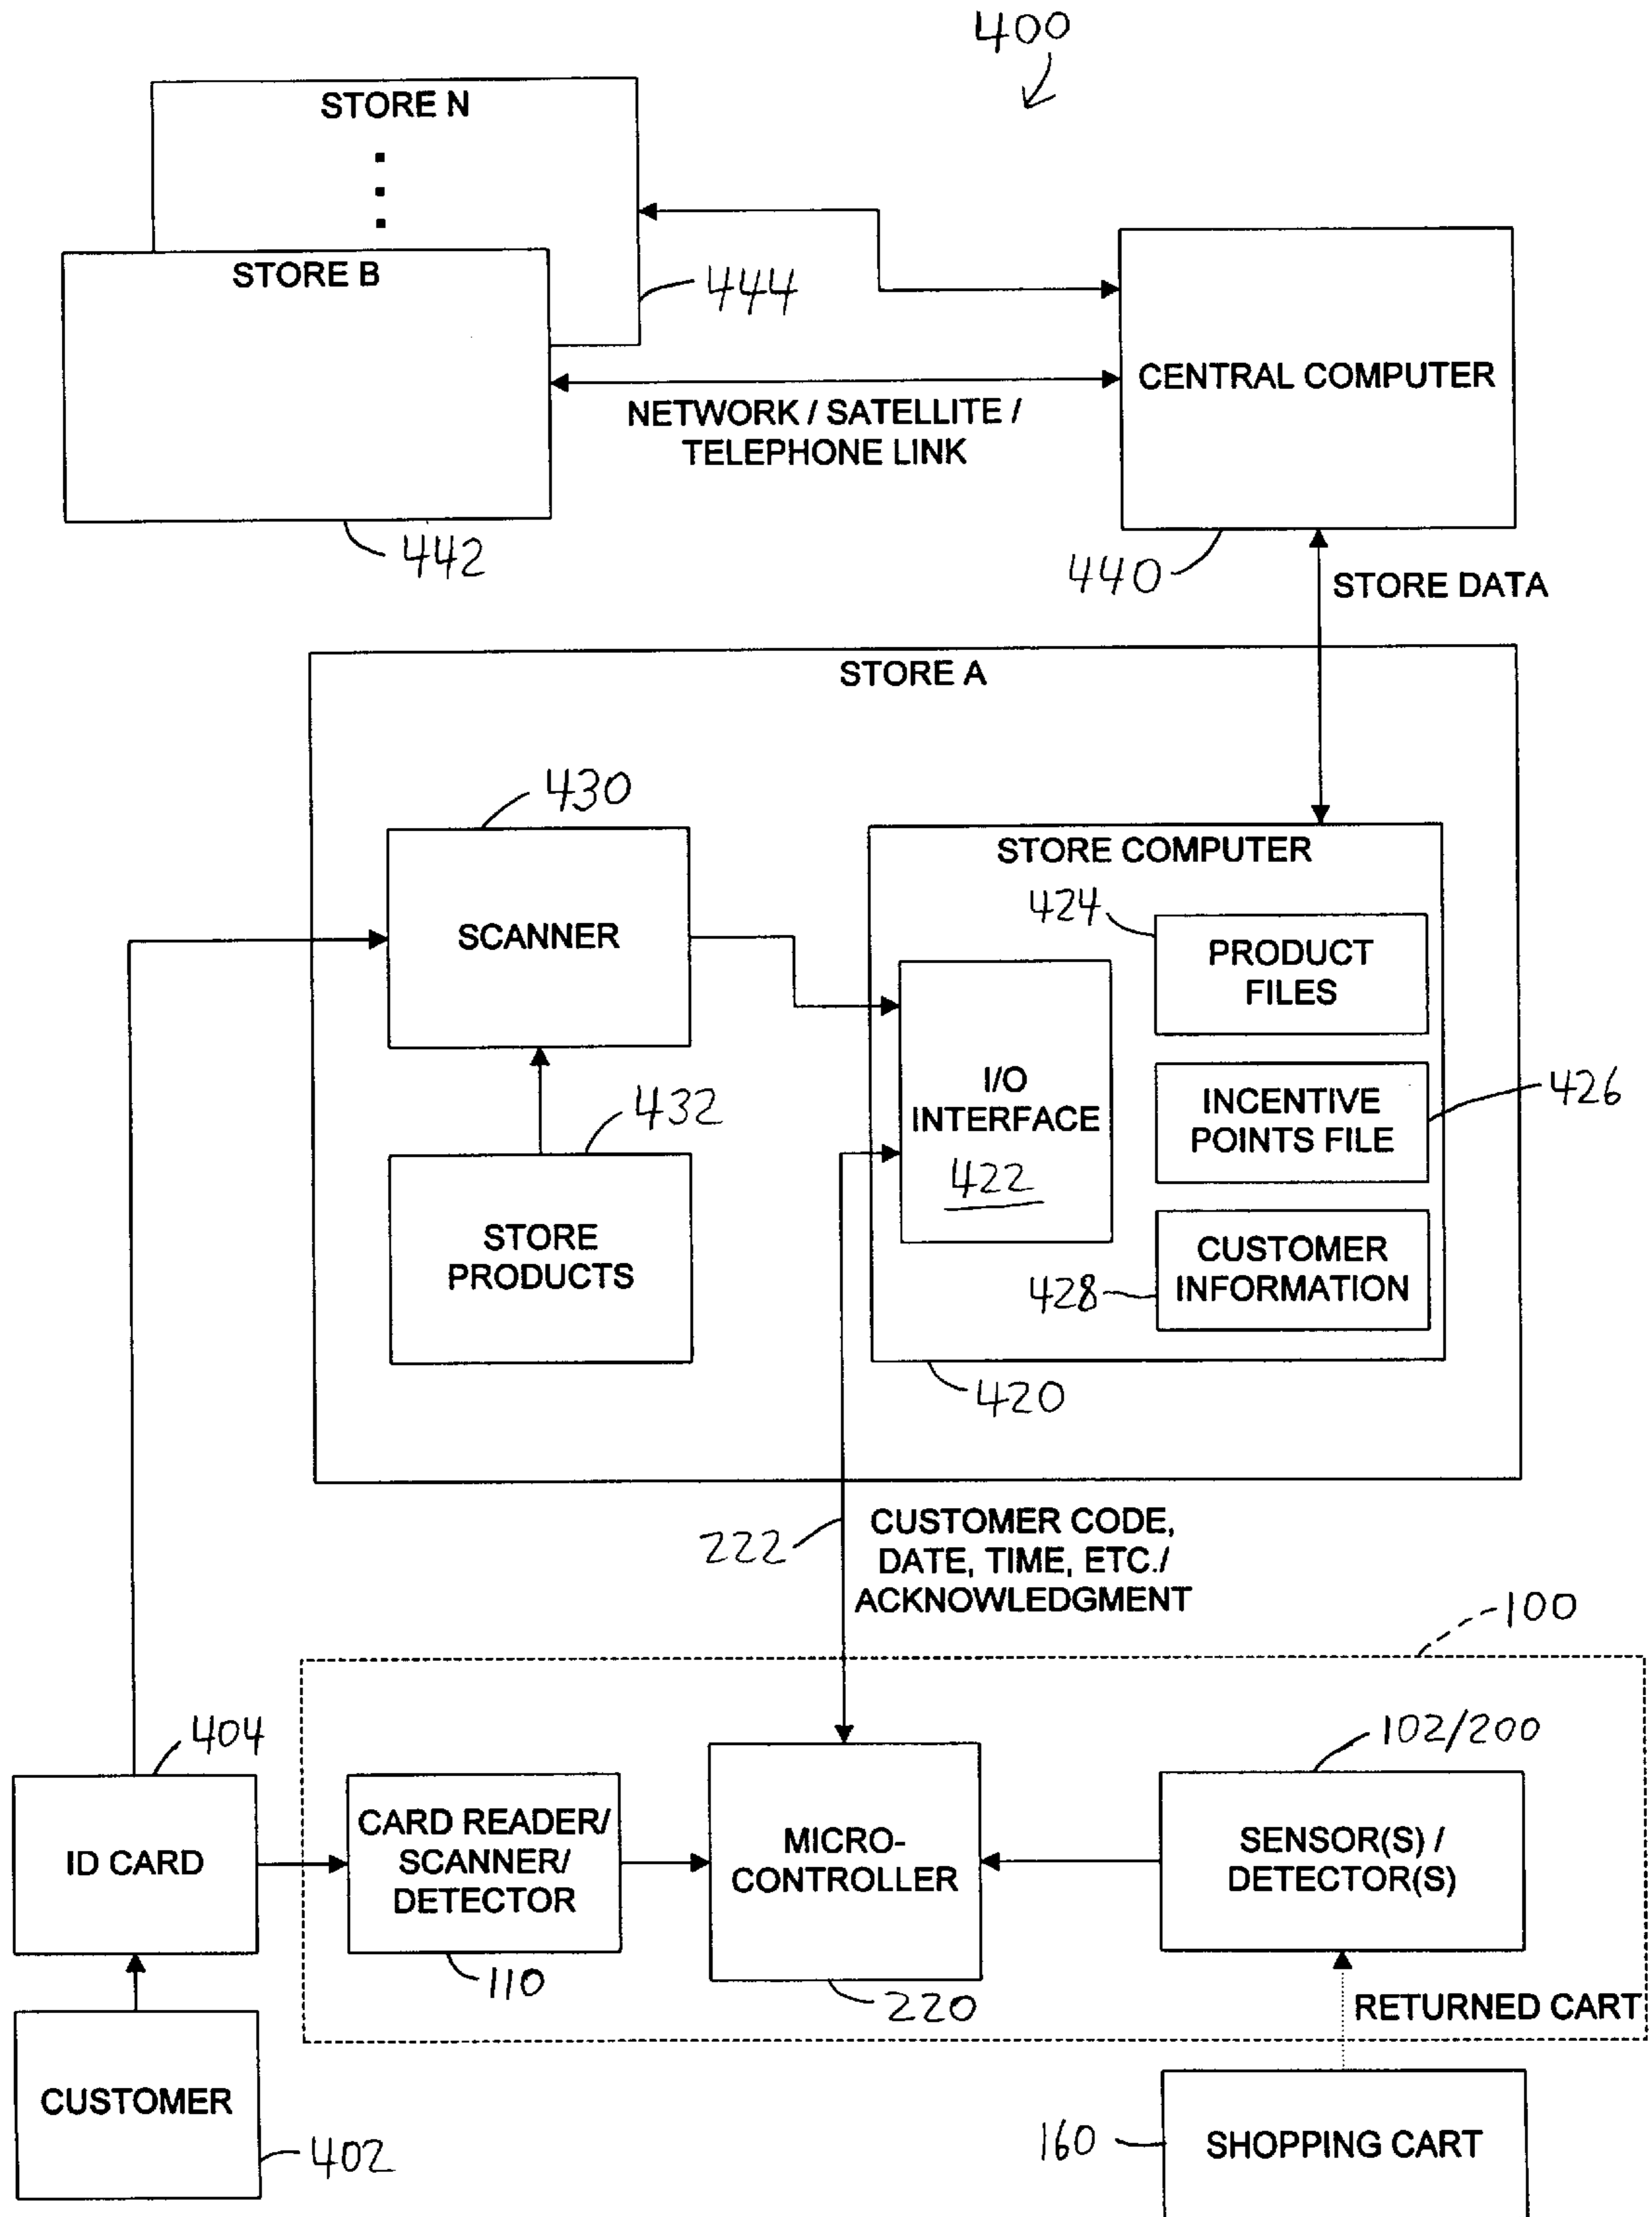 400
STORE N
STORE B
444
CENTRAL COMPUTER
NETWORK / SATELLITE /
TELEPHONE LINK
442
440
STORE DATA
STORE A
430
STORE COMPUTER
424
SCANNER
PRODUCT
FILES
I/O
INTERFACE
422
432
INCENTIVE
POINTS FILE
426
STORE
PRODUCTS
CUSTOMER
INFORMATION
428
420
222
CUSTOMER CODE,
DATE, TIME, ETC./
ACKNOWLEDGMENT
100
404
102/200
ID CARD
CARD READER/
SCANNER/
DETECTOR
MICRO-
CONTROLLER
SENSOR(S) /
DETECTOR(S)
110
220
RETURNED CART
CUSTOMER
402
160
SHOPPING CART